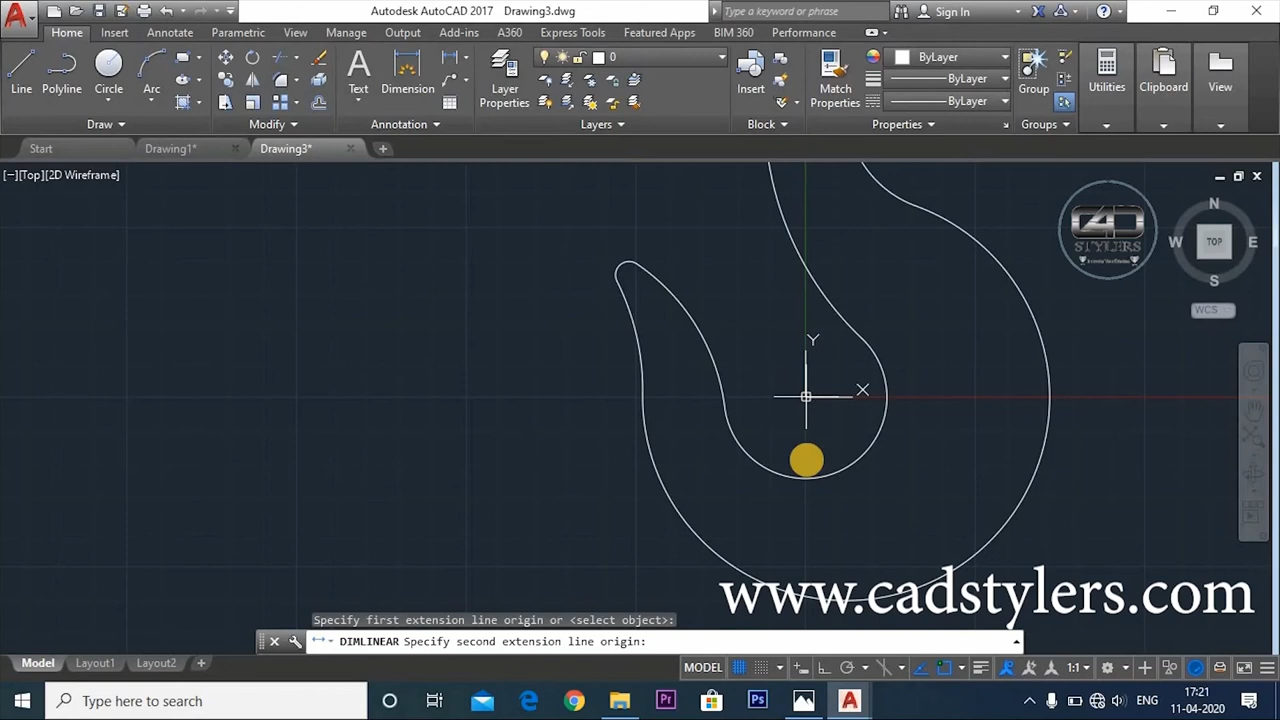 Autodesk AutoCAD 2017 Drawing3.dwg
Type a keyword or phrase
Sign In
Home Insert Annotate Parametric View Manage Output Add-ins A360 Express Tools Featured Apps BIM 360 Performance
0
ByLayer
ByLayer
ByLayer
Line Polyline Circle Arc Text Dimension Layer Properties Insert Match Properties Group Utilities Clipboard View
Draw Modify Annotation Layers Block Properties Groups
Start Drawing1* Drawing3*
[−][Top][2D Wireframe]
CAD
STYLERS
N
W TOP E
S
WCS
Y
X
www.cadstylers.com
Specify first extension line origin or <select object>:
DIMLINEAR Specify second extension line origin:
Model Layout1 Layout2
MODEL 1:1
Type here to search
Pr
Ps
ENG
17:21
11-04-2020